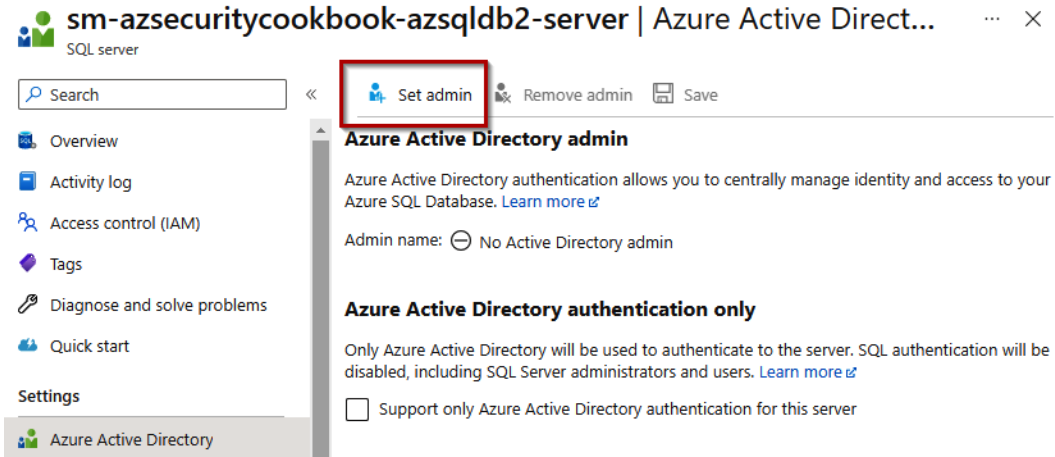 sm-azsecuritycookbook-azsqldb2-server | Azure Active Direct...
SQL server
Search
Overview
Activity log
Access control (IAM)
Tags
Diagnose and solve problems
Quick start
Settings
Azure Active Directory
Set admin Remove admin Save
Azure Active Directory admin
Azure Active Directory authentication allows you to centrally manage identity and access to your
Azure SQL Database. Learn more
Admin name: No Active Directory admin
Azure Active Directory authentication only
Only Azure Active Directory will be used to authenticate to the server. SQL authentication will be
disabled, including SQL Server administrators and users. Learn more
Support only Azure Active Directory authentication for this server